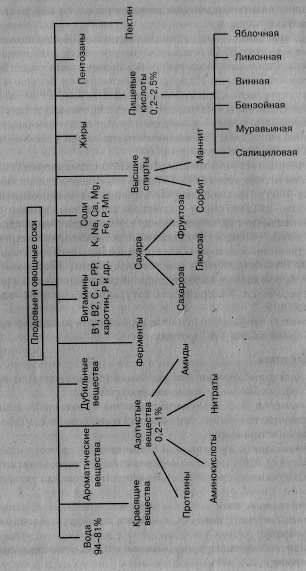 Плодовые и овощные соки
Вода
94–81%
Ароматические
вещества
Дубильные
вещества
Витамины
B1, B2, C, E, PP,
каротин, P и др.
Соли
K, Na, Ca, Mg,
Fe, P, Mn
Жиры
Пентозаны
Пектин
Красящие
вещества
Азотистые
вещества
0,2–1%
Ферменты
Сахара
Высшие
спирты
Пищевые
кислоты
0,2–2,5%
Протеины
Аминокислоты
Нитраты
Амиды
Сахароза
Глюкоза
Фруктоза
Сорбит
Маннит
Яблочная
Лимонная
Винная
Бензойная
Муравьиная
Салициловая